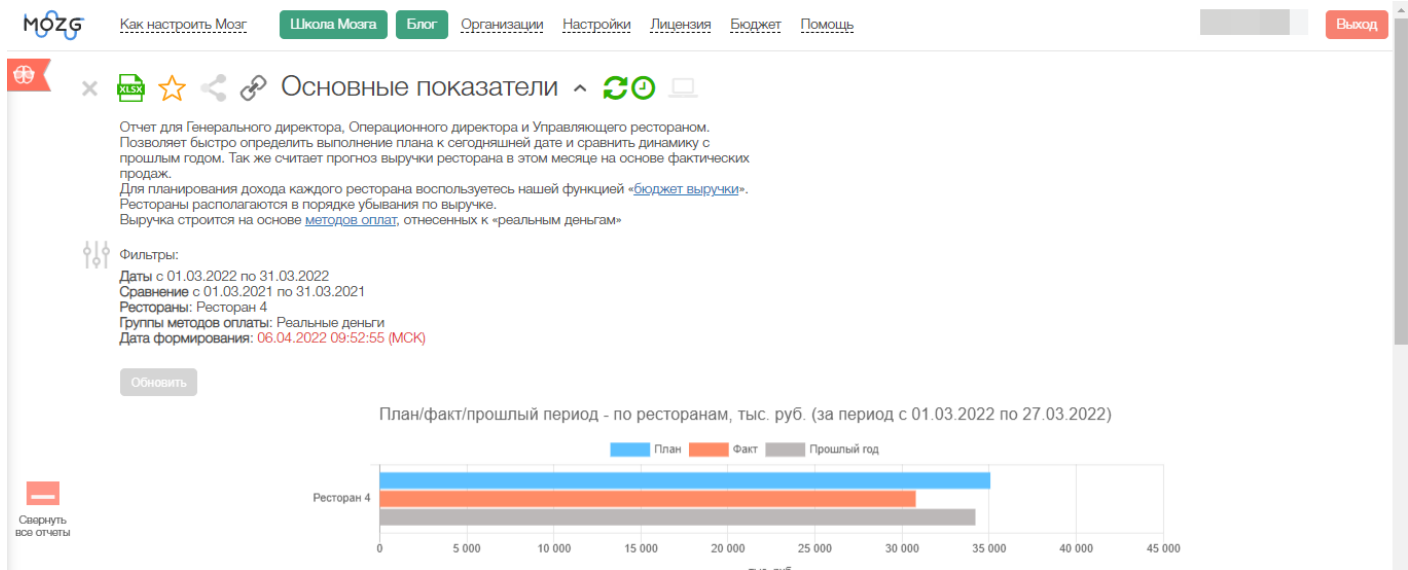 MOZG Как настроить Мозг Школа Мозга Блог Организации Настройки Лицензия Бюджет Помощь Выход
XLSX Основные показатели
Отчет для Генерального директора, Операционного директора и Управляющего рестораном.
Позволяет быстро определить выполнение плана к сегодняшней дате и сравнить динамику с
прошлым годом. Так же считает прогноз выручки ресторана в этом месяце на основе фактических
продаж.
Для планирования дохода каждого ресторана воспользуетесь нашей функцией «бюджет выручки».
Рестораны располагаются в порядке убывания по выручке.
Выручка строится на основе методов оплат, отнесенных к «реальным деньгам»
Фильтры:
Даты с 01.03.2022 по 31.03.2022
Сравнение с 01.03.2021 по 31.03.2021
Рестораны: Ресторан 4
Группы методов оплаты: Реальные деньги
Дата формирования: 06.04.2022 09:52:55 (МСК)
Обновить
План/факт/прошлый период - по ресторанам, тыс. руб. (за период с 01.03.2022 по 27.03.2022)
План Факт Прошлый год
Ресторан 4
0 5 000 10 000 15 000 20 000 25 000 30 000 35 000 40 000 45 000
Свернуть
все отчеты